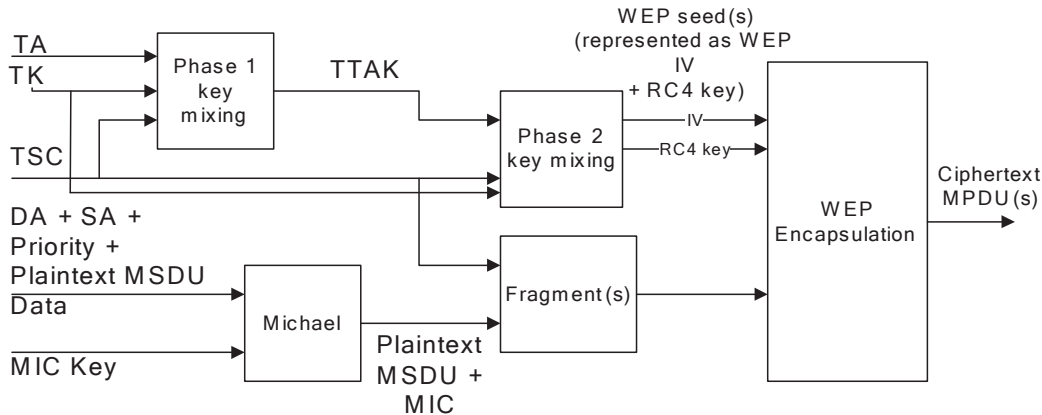 TA
TK
TSC
Phase 1
key
mixing
TTAK
WEP seed(s)
(represented as WEP
IV
+ RC4 key)
Phase 2
key mixing
IV
RC4 key
WEP
Encapsulation
Ciphertext
MPDU(s)
DA + SA +
Priority +
Plaintext MSDU
Data
MIC Key
Michael
Plaintext
MSDU +
MIC
Fragment(s)